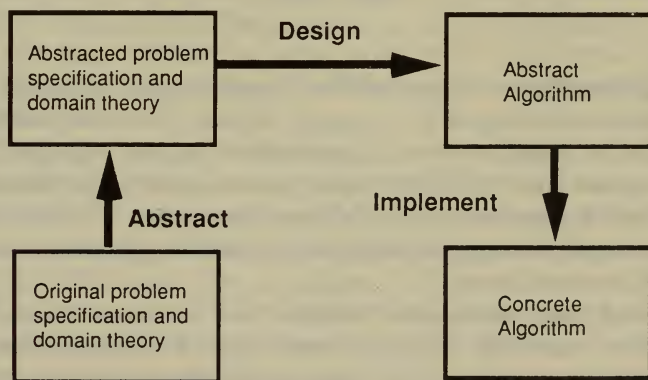 Abstracted problem
specification and
domain theory
Design
Abstract
Algorithm
Abstract
Implement
Original problem
specification and
domain theory
Concrete
Algorithm